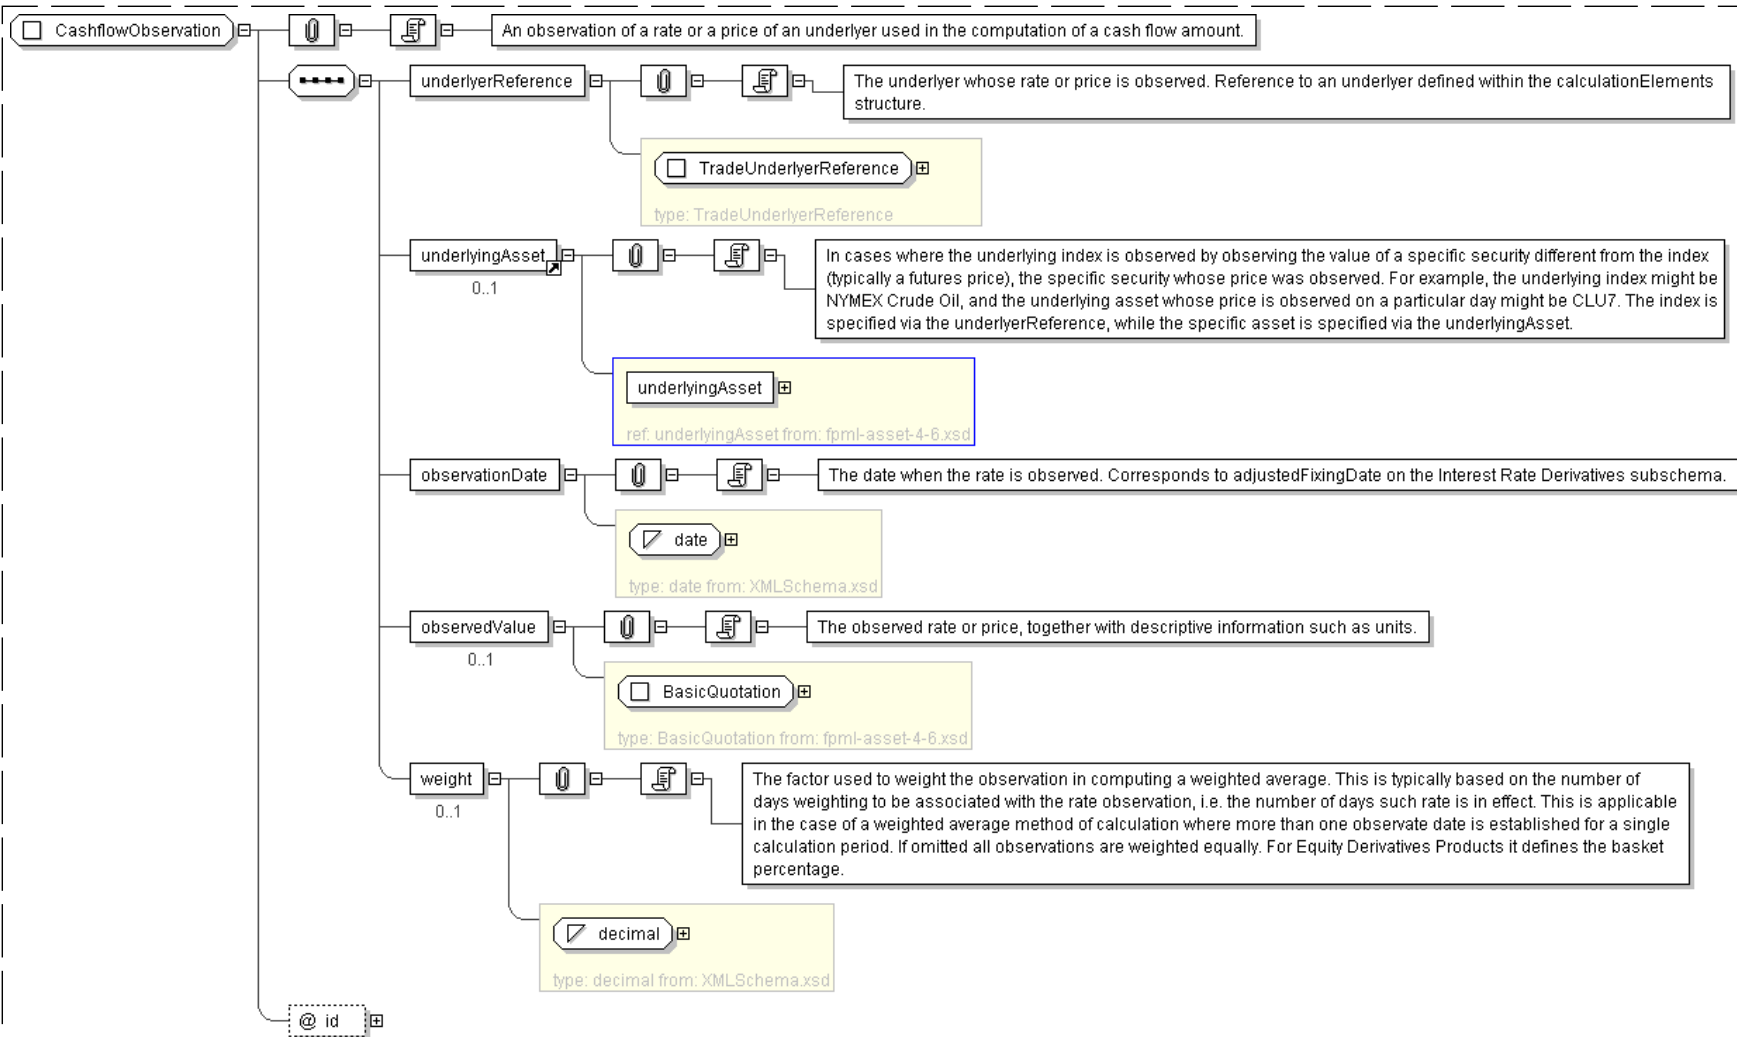 CashflowObservation
An observation of a rate or a price of an underlyer used in the computation of a cash flow amount.
underlyerReference
The underlyer whose rate or price is observed. Reference to an underlyer defined within the calculationElements
structure.
TradeUnderlyerReference
type: TradeUnderlyerReference
underlyingAsset
0..1
In cases where the underlying index is observed by observing the value of a specific security different from the index
(typically a futures price), the specific security whose price was observed. For example, the underlying index might be
NYMEX Crude Oil, and the underlying asset whose price is observed on a particular day might be CLU7. The index is
specified via the underlyerReference, while the specific asset is specified via the underlyingAsset.
underlyingAsset
ref: underlyingAsset from: fpml-asset-4-6.xsd
observationDate
The date when the rate is observed. Corresponds to adjustedFixingDate on the Interest Rate Derivatives subschema.
date
type: date from: XMLSchema.xsd
observedValue
0..1
The observed rate or price, together with descriptive information such as units.
BasicQuotation
type: BasicQuotation from: fpml-asset-4-6.xsd
weight
0..1
The factor used to weight the observation in computing a weighted average. This is typically based on the number of
days weighting to be associated with the rate observation, i.e. the number of days such rate is in effect. This is applicable
in the case of a weighted average method of calculation where more than one observate date is established for a single
calculation period. If omitted all observations are weighted equally. For Equity Derivatives Products it defines the basket
percentage.
decimal
type: decimal from: XMLSchema.xsd
@ id